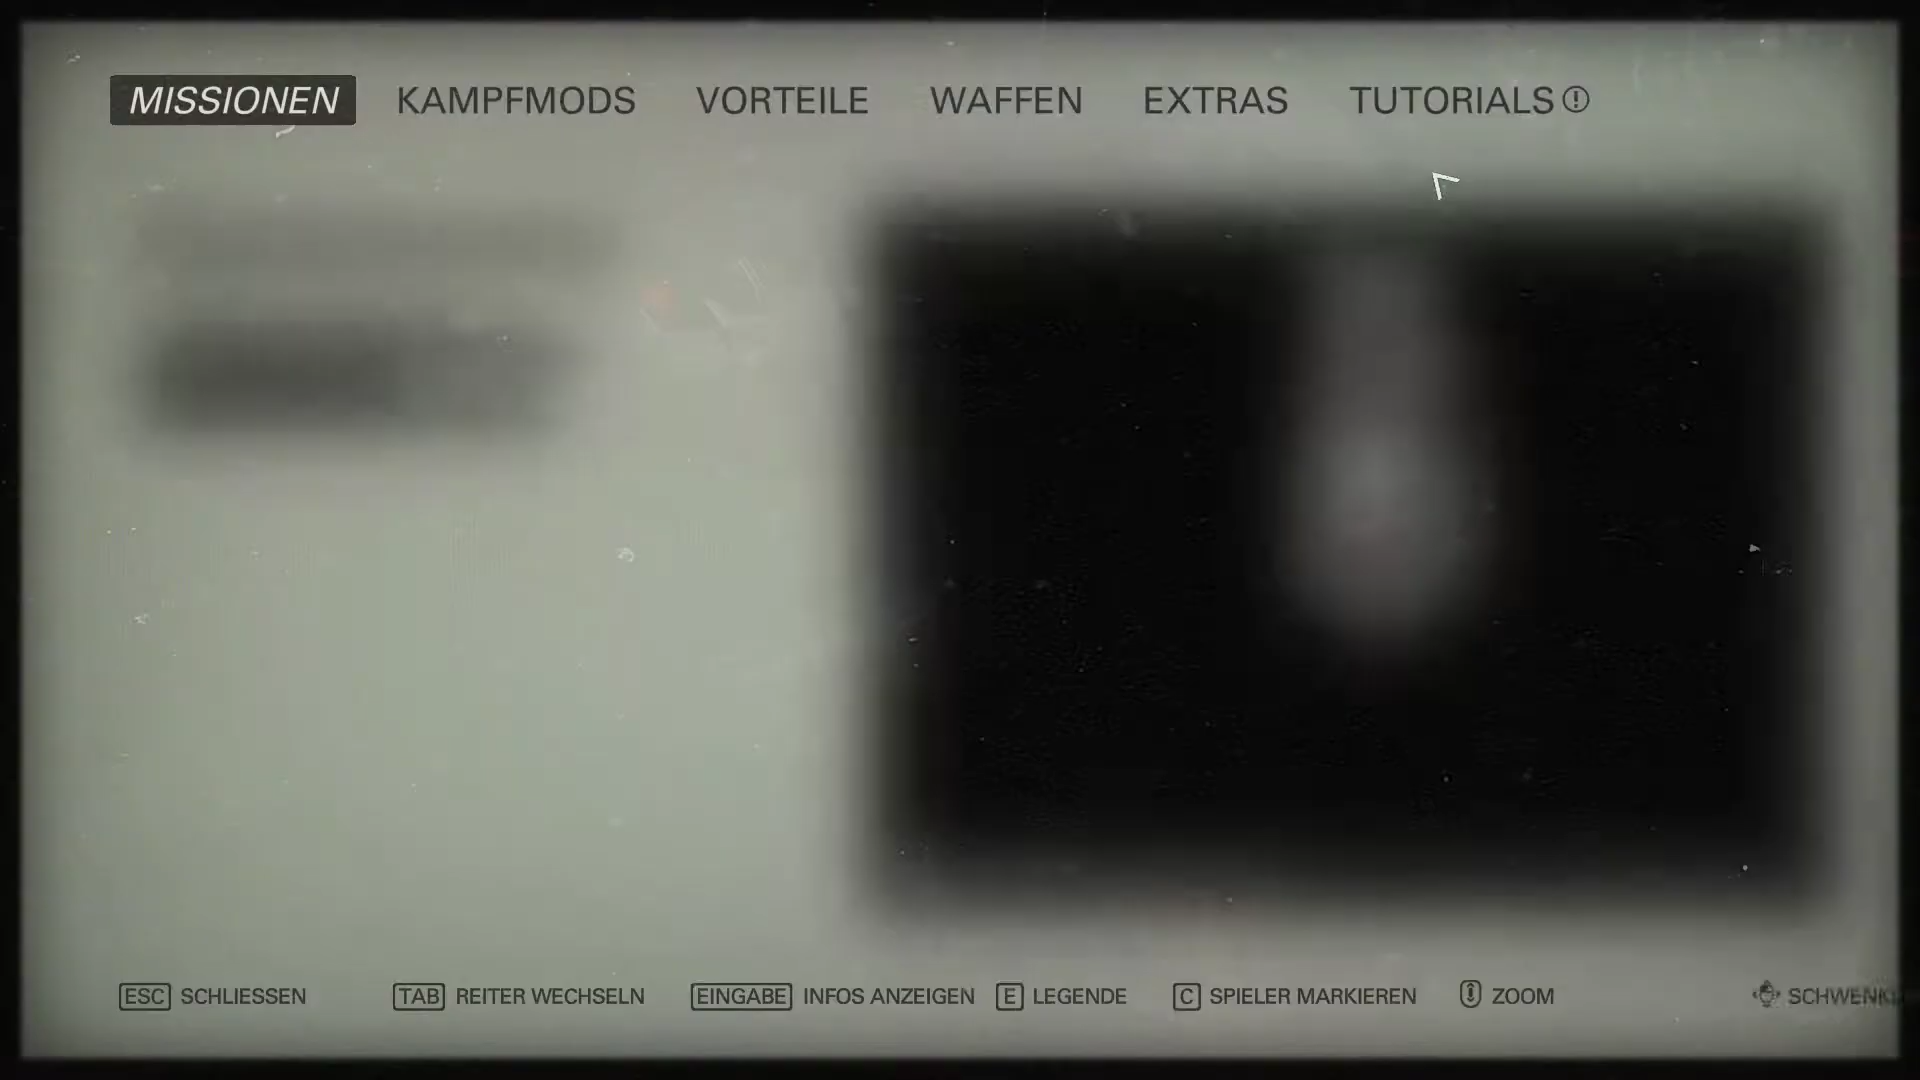 MISSIONEN KAMPFMODS VORTEILE WAFFEN EXTRAS TUTORIALS
ESC SCHLIESSEN TAB REITER WECHSELN EINGABE INFOS ANZEIGEN E LEGENDE C SPIELER MARKIEREN ZOOM